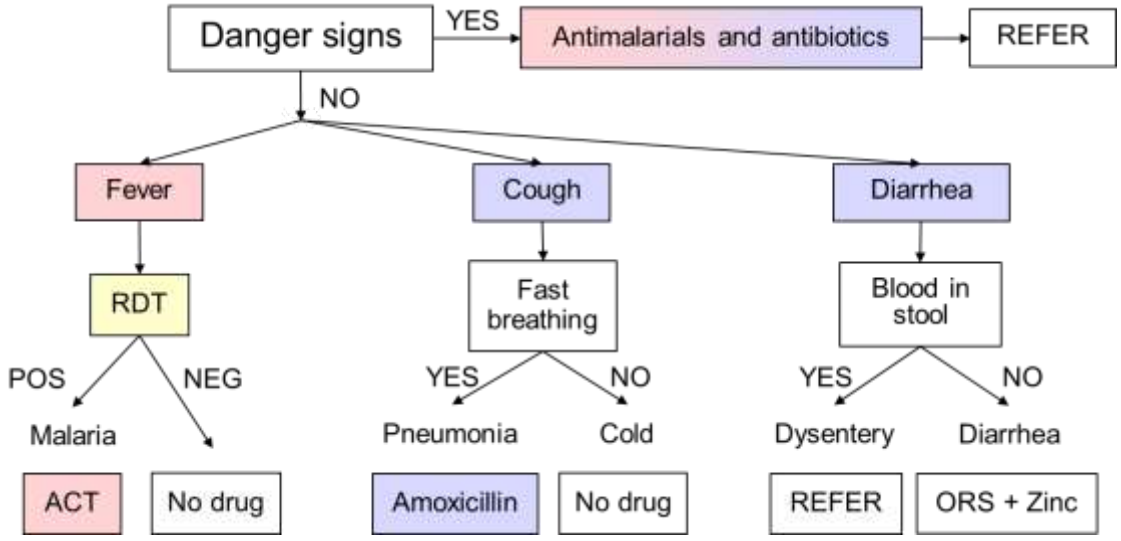 Danger signs
YES
Antimalarials and antibiotics
REFER
NO
Fever
Cough
Diarrhea
RDT
Fast
breathing
Blood in
stool
POS
NEG
YES
NO
YES
NO
Malaria
Pneumonia
Cold
Dysentery
Diarrhea
ACT
No drug
Amoxicillin
No drug
REFER
ORS + Zinc